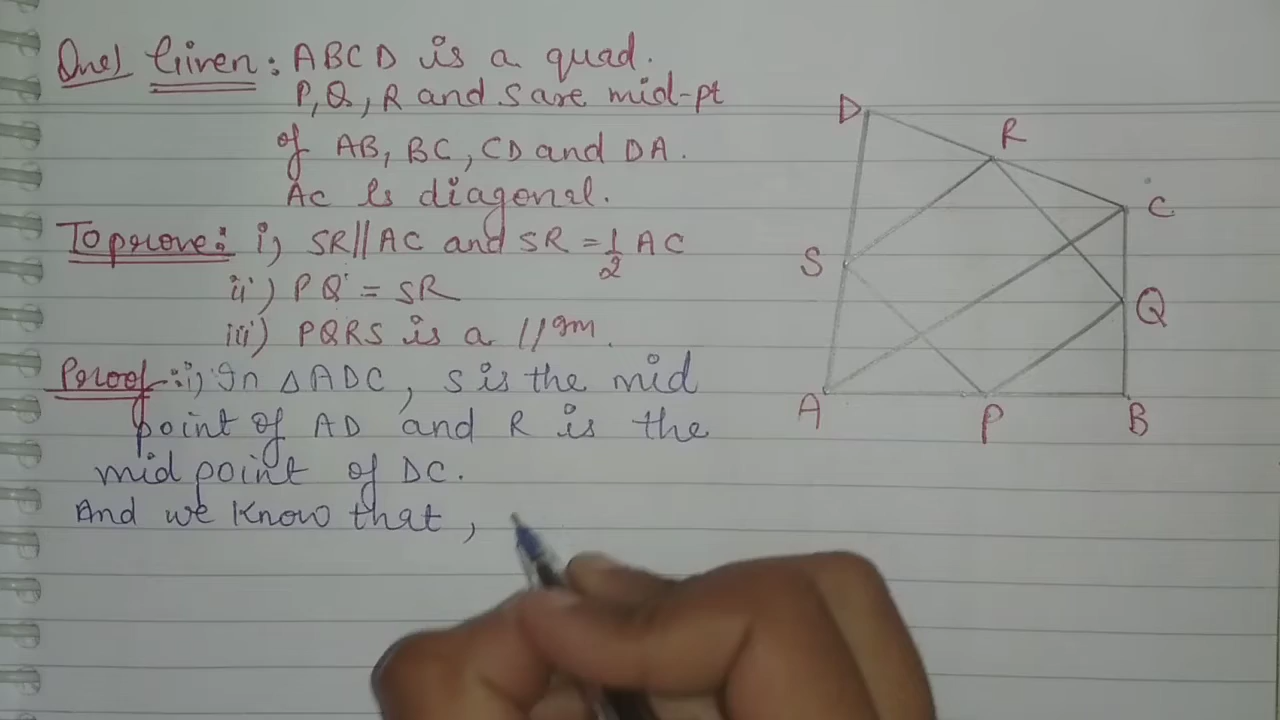 Que1 Given: ABCD is a quad.
P, Q, R and S are mid-pt
of AB, BC, CD and DA.
AC is diagonal.
To prove: i) SR||AC and SR = 1/2 AC
ii) PQ = SR
iii) PQRS is a ||gm.
Proof:- i) In △ADC, S is the mid
point of AD and R is the
mid point of DC.
And we know that,
D
R
C
S
Q
A
P
B